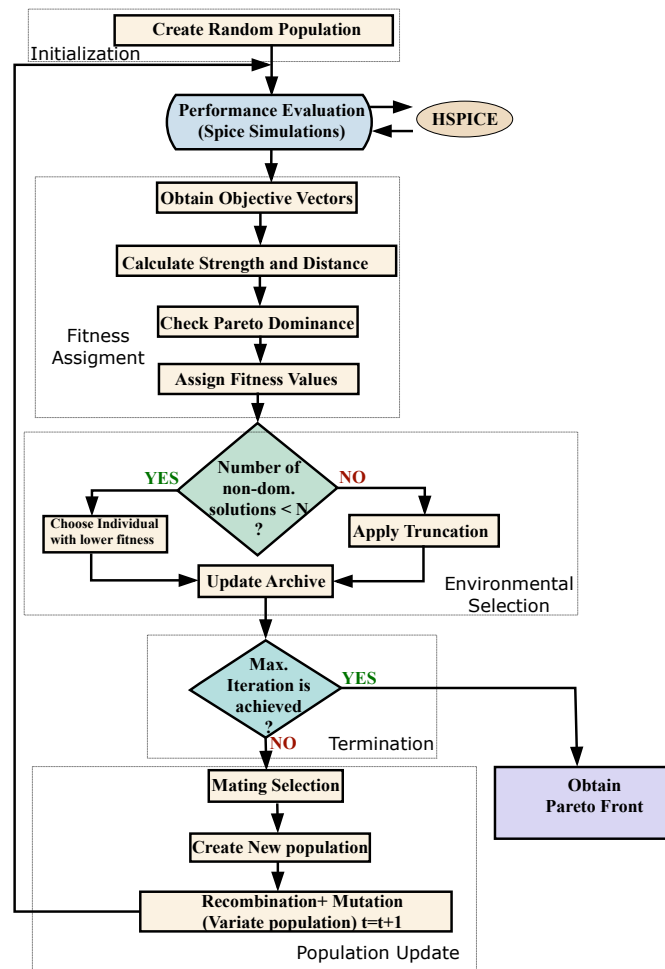 Create Random Population
Initialization
Performance Evaluation
(Spice Simulations)
HSPICE
Obtain Objective Vectors
Calculate Strength and Distance
Check Pareto Dominance
Fitness
Assigment
Assign Fitness Values
YES
Number of
non-dom.
solutions < N
?
NO
Choose Individual
with lower fitness
Apply Truncation
Update Archive
Environmental
Selection
Max.
Iteration is
achieved
?
YES
NO
Termination
Mating Selection
Obtain
Pareto Front
Create New population
Recombination+ Mutation
(Variate population) t=t+1
Population Update